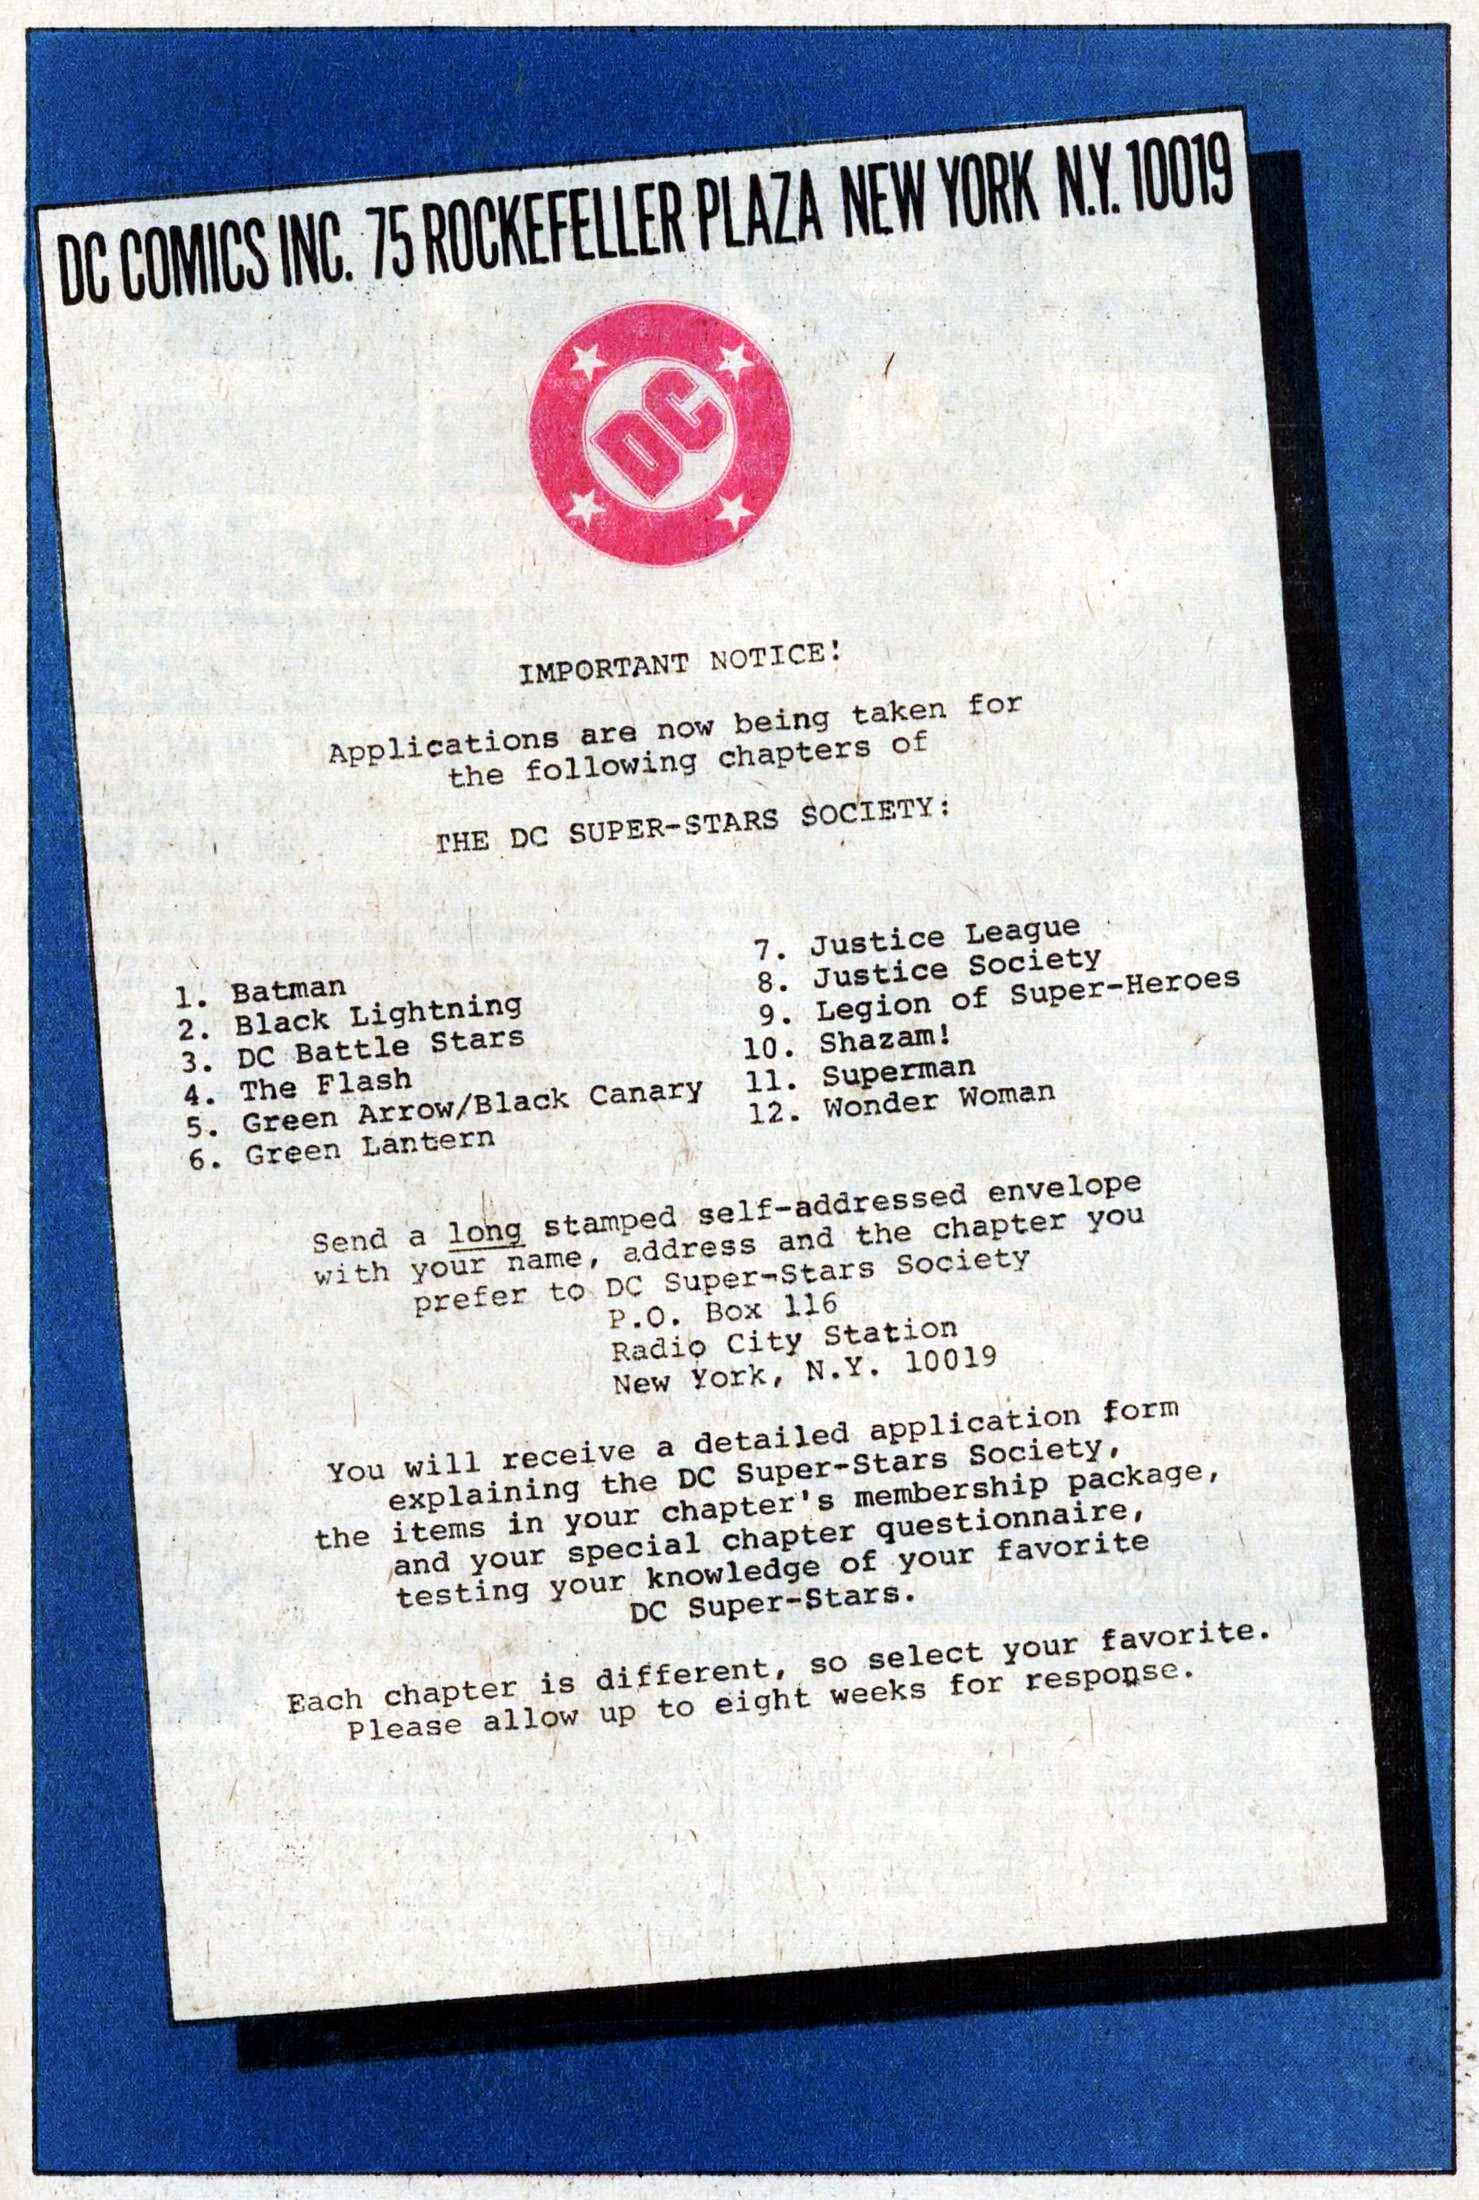 DC COMICS INC. 75 ROCKEFELLER PLAZA NEW YORK N.Y. 10019
DC
IMPORTANT NOTICE!
Applications are now being taken for
the following chapters of
THE DC SUPER-STARS SOCIETY:
1. Batman
2. Black Lightning
3. DC Battle Stars
4. The Flash
5. Green Arrow/Black Canary
6. Green Lantern
7. Justice League
8. Justice Society
9. Legion of Super-Heroes
10. Shazam!
11. Superman
12. Wonder Woman
Send a long stamped self-addressed envelope
with your name, address and the chapter you
prefer to DC Super-Stars Society
P.O. Box 116
Radio City Station
New York, N.Y. 10019
You will receive a detailed application form
explaining the DC Super-Stars Society,
the items in your chapter's membership package,
and your special chapter questionnaire,
testing your knowledge of your favorite
DC Super-Stars.
Each chapter is different, so select your favorite.
Please allow up to eight weeks for response.